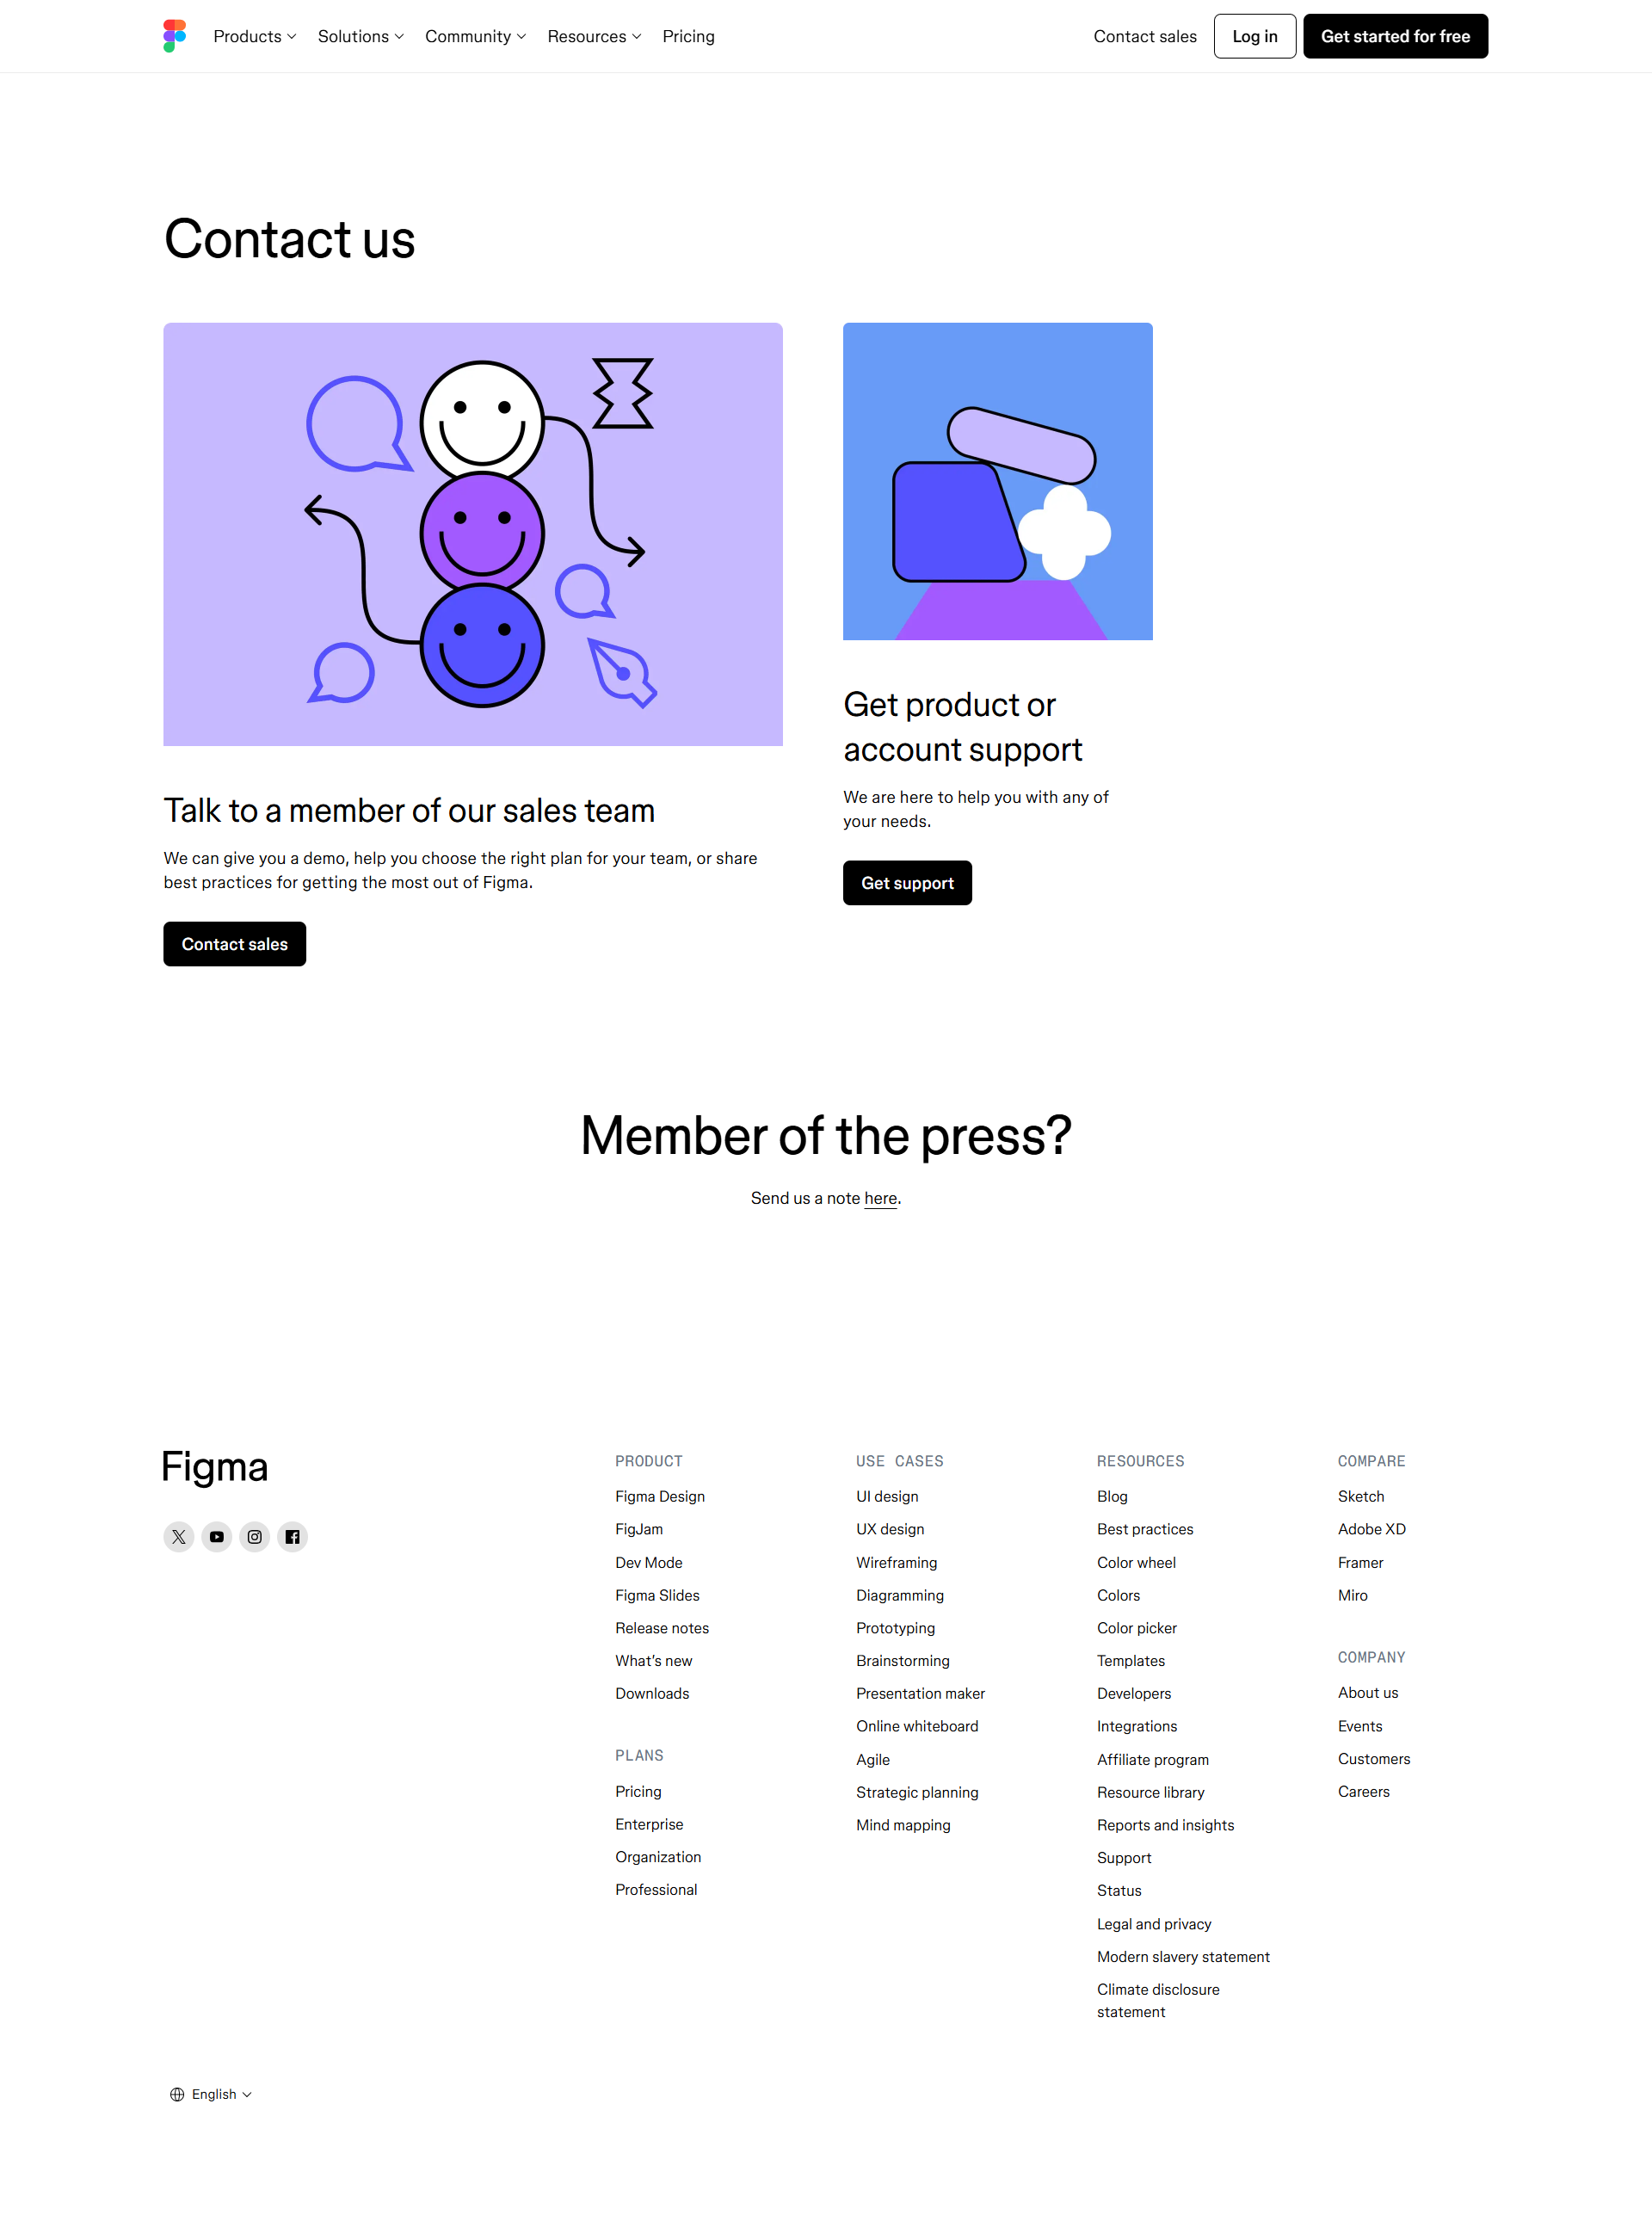 Products
Solutions
Community
Resources
Pricing
Contact sales
Log in
Get started for free
Contact us
Talk to a member of our sales team
We can give you a demo, help you choose the right plan for your team, or share
best practices for getting the most out of Figma.
Contact sales
Get product or
account support
We are here to help you with any of
your needs.
Get support
Member of the press?
Send us a note here.
Figma
PRODUCT
Figma Design
FigJam
Dev Mode
Figma Slides
Release notes
What's new
Downloads
PLANS
Pricing
Enterprise
Organization
Professional
USE CASES
UI design
UX design
Wireframing
Diagramming
Prototyping
Brainstorming
Presentation maker
Online whiteboard
Agile
Strategic planning
Mind mapping
RESOURCES
Blog
Best practices
Color wheel
Colors
Color picker
Templates
Developers
Integrations
Affiliate program
Resource library
Reports and insights
Support
Status
Legal and privacy
Modern slavery statement
Climate disclosure
statement
COMPARE
Sketch
Adobe XD
Framer
Miro
COMPANY
About us
Events
Customers
Careers
English